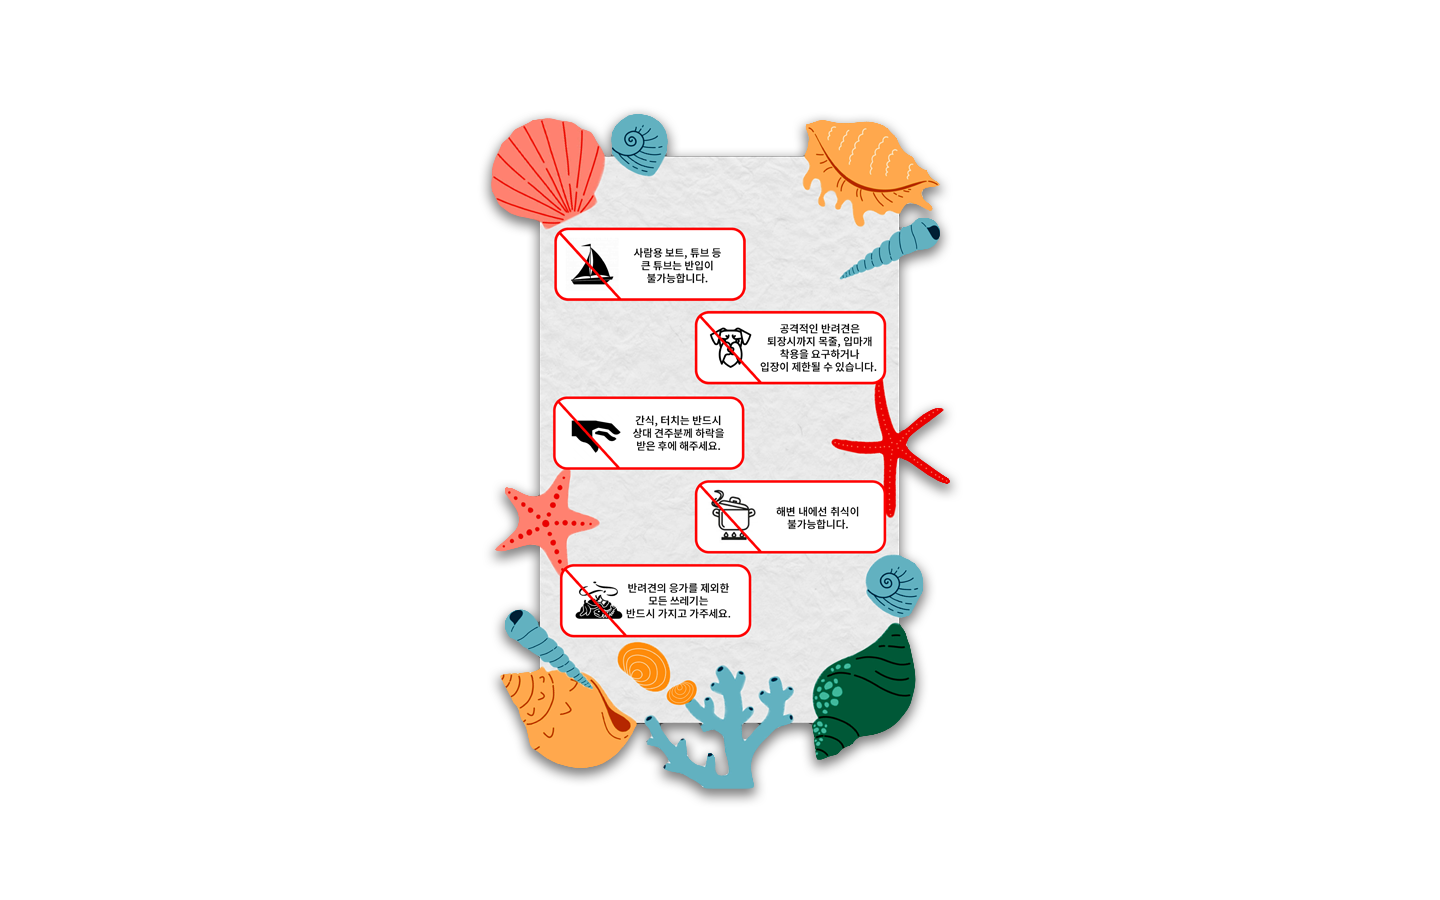 사람용 보트, 튜브 등
큰 튜브는 반입이
불가능합니다.
공격적인 반려견은
퇴장시까지 목줄, 입마개
착용을 요구하거나
입장이 제한될 수 있습니다.
간식, 터치는 반드시
상대 견주분께 하락을
받은 후에 해주세요.
해변 내에선 취식이
불가능합니다.
반려견의 응가를 제외한
모든 쓰레기는
반드시 가지고 가주세요.